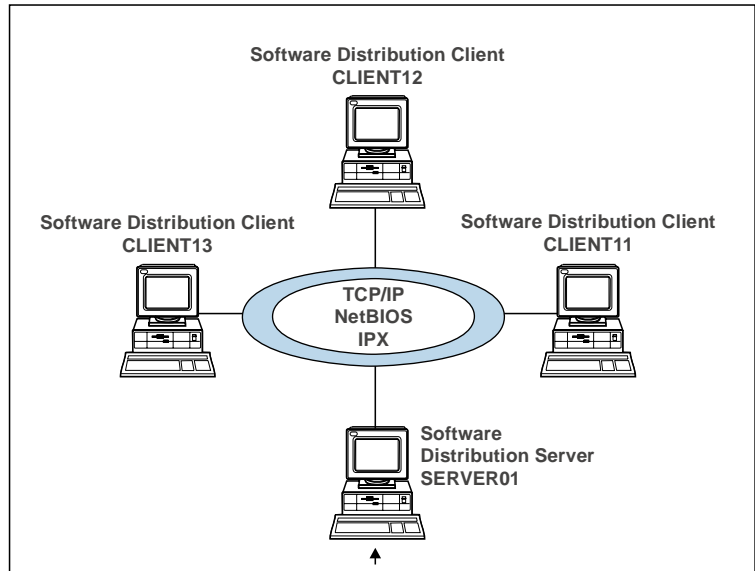 Software Distribution Client
CLIENT12
Software Distribution Client
CLIENT13
Software Distribution Client
CLIENT11
TCP/IP
NetBIOS
IPX
Software
Distribution Server
SERVER01